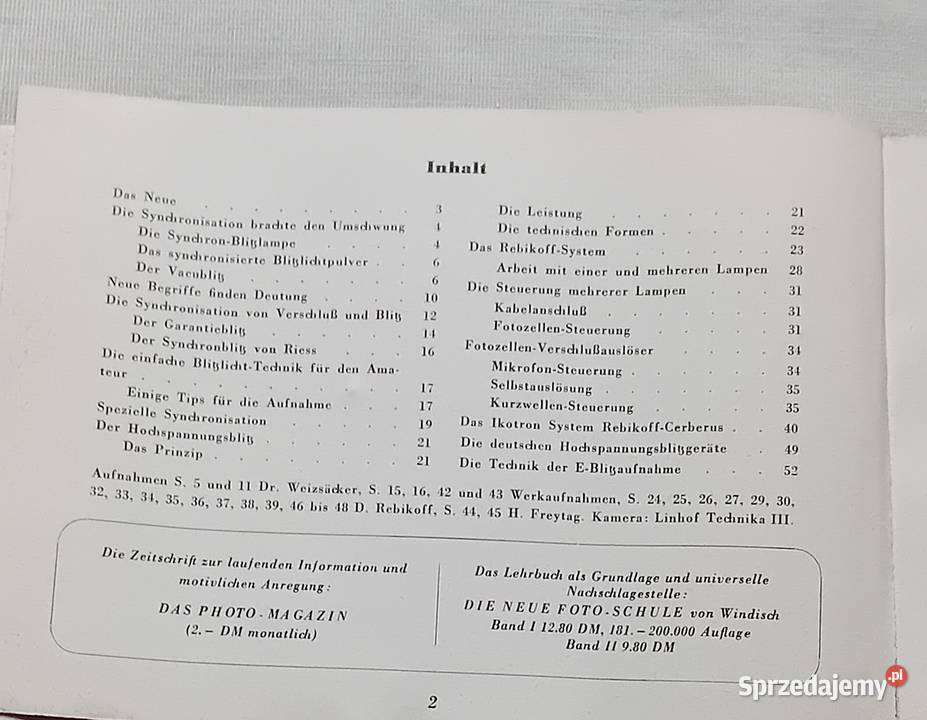 Inhalt
Das Neue . . . . . . . . 3
Die Synchronisation brachte den Umschwung 4
Die Synchron-Blitzlampe . . . . 4
Das synchronisierte Blitzlichtpulver . . 6
Der Vacublitz . . . . . . . 6
Neue Begriffe finden Deutung . . . . 10
Die Synchronisation von Verschluß und Blitz 12
Der Garantieblitz . . . . . . 14
Der Synchronblitz von Riess . . . 16
Die einfache Blitzlicht-Technik für den Ama-
teur . . . . . . . . . . 17
Einige Tips für die Aufnahme . . . 17
Spezielle Synchronisation . . . . . 19
Der Hochspannungsblitz . . . . . . 21
Das Prinzip . . . . . . . . 21
Die Leistung . . . . . . . 21
Die technischen Formen . . . . . 22
Das Rebikoff-System . . . . . . 23
Arbeit mit einer und mehreren Lampen 28
Die Steuerung mehrerer Lampen . . . 31
Kabelanschluß . . . . . . . 31
Fotozellen-Steuerung . . . . . 31
Fotozellen-Verschlußauslöser . . . . 34
Mikrofon-Steuerung . . . . . . 34
Selbstauslösung . . . . . . . 35
Kurzwellen-Steuerung . . . . . 35
Das Ikotron System Rebikoff-Cerberus . . 40
Die deutschen Hochspannungsblitzgeräte . 49
Die Technik der E-Blitzaufnahme . . . 52
Aufnahmen S. 5 und 11 Dr. Weizsäcker, S. 15, 16, 42 und 43 Werkaufnahmen, S. 24, 25, 26, 27, 29, 30,
32, 33, 34, 35, 36, 37, 38, 39, 46 bis 48 D. Rebikoff, S. 44, 45 H. Freytag. Kamera: Linhof Technika III.
Die Zeitschrift zur laufenden Information und
motivlichen Anregung:
DAS PHOTO-MAGAZIN
(2.– DM monatlich)
Das Lehrbuch als Grundlage und universelle
Nachschlagestelle:
DIE NEUE FOTO-SCHULE von Windisch
Band I 12.80 DM, 181.–200.000 Auflage
Band II 9.80 DM
2
Sprzedajemy.pl